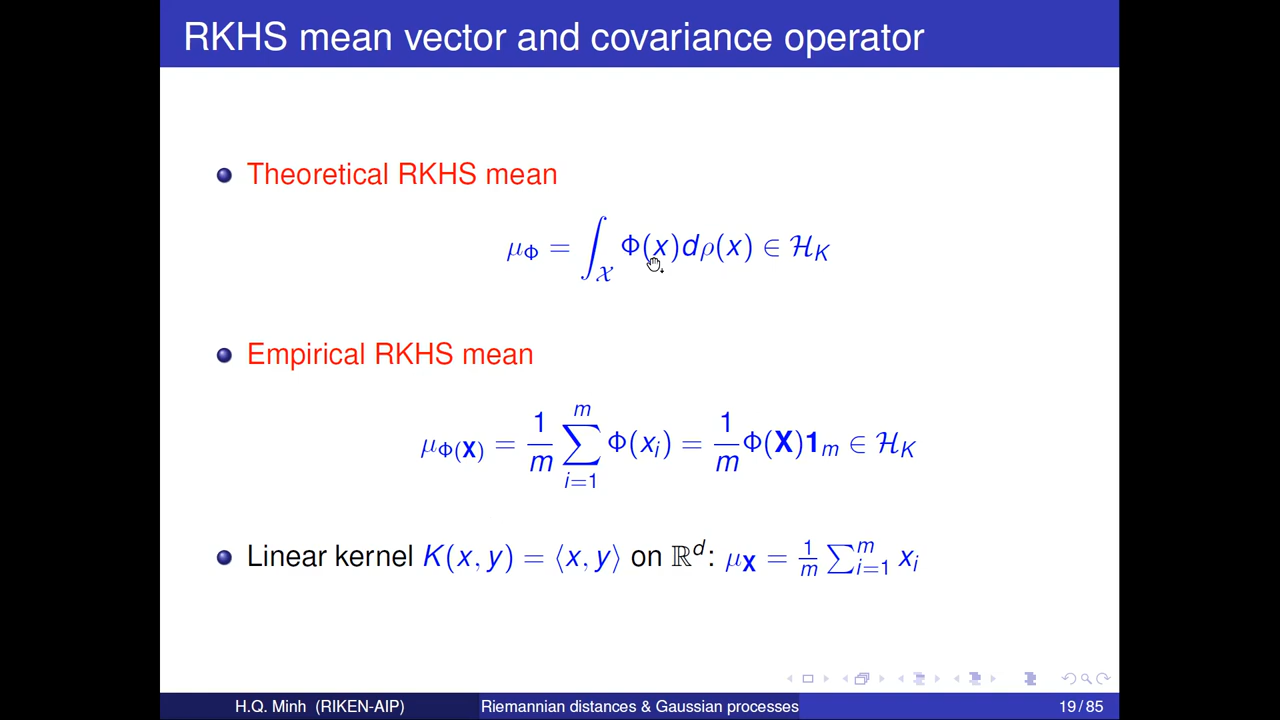 RKHS mean vector and covariance operator
Theoretical RKHS mean
μ_Φ = ∫_𝒳 Φ(x)dρ(x) ∈ ℋ_K
Empirical RKHS mean
μ_Φ(𝐗) = 1/m ∑_{i=1}^m Φ(x_i) = 1/m Φ(𝐗)𝟏_m ∈ ℋ_K
Linear kernel K(x, y) = ⟨x, y⟩ on ℝ^d: μ_𝐗 = 1/m ∑_{i=1}^m x_i
H.Q. Minh (RIKEN-AIP) Riemannian distances & Gaussian processes 19 / 85